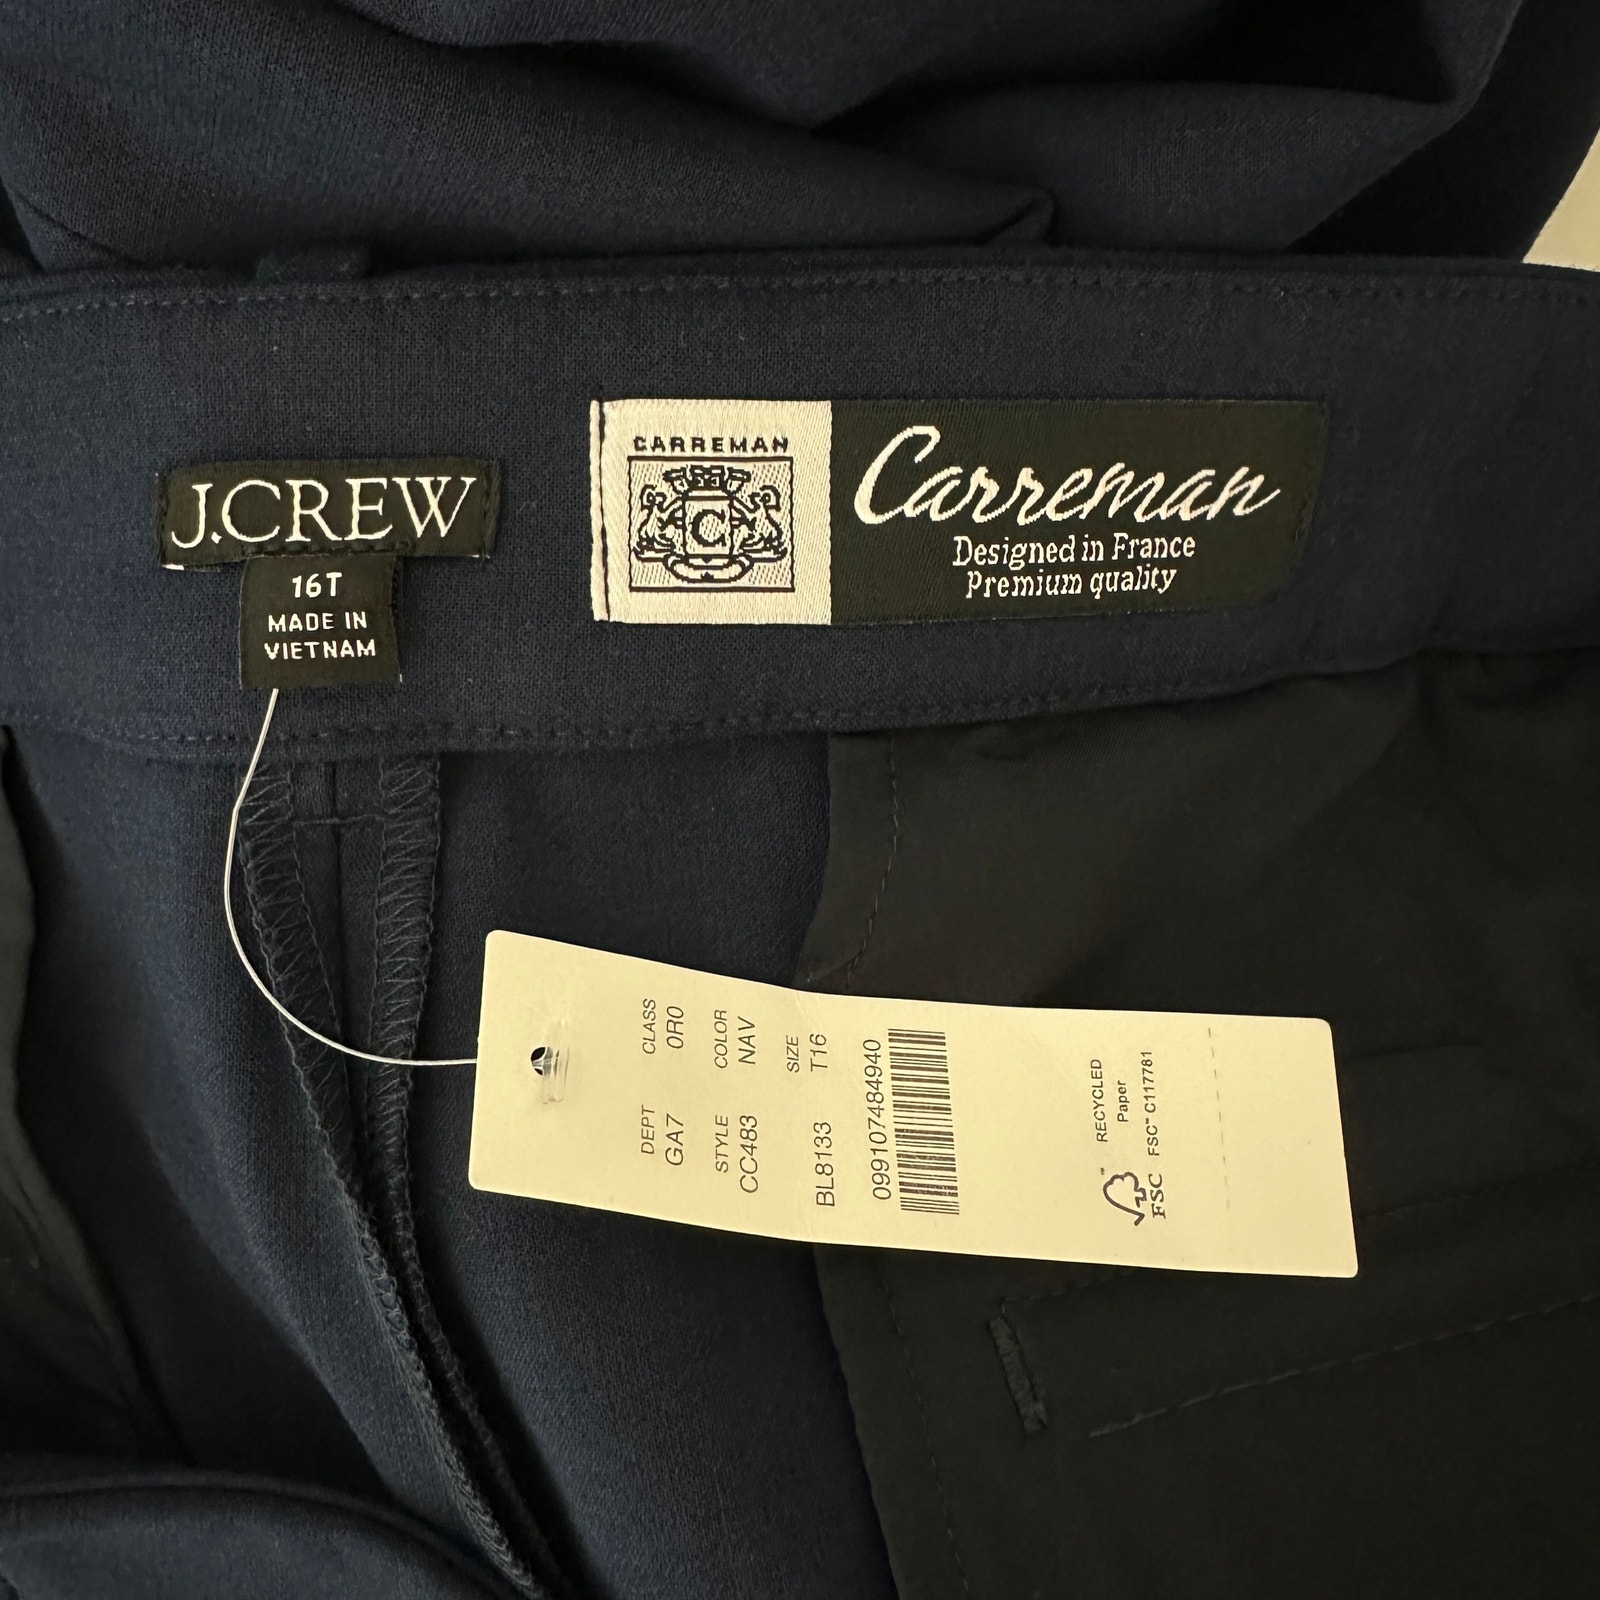 J.CREW
16T
MADE IN
VIETNAM
CARREMAN
C
Carreman
Designed in France
Premium quality
DEPT CLASS
GA7 0R0
STYLE COLOR
CC483 NAV
SIZE
BL8133 T16
099107484940
RECYCLED
Paper
FSC™ C117781
FSC